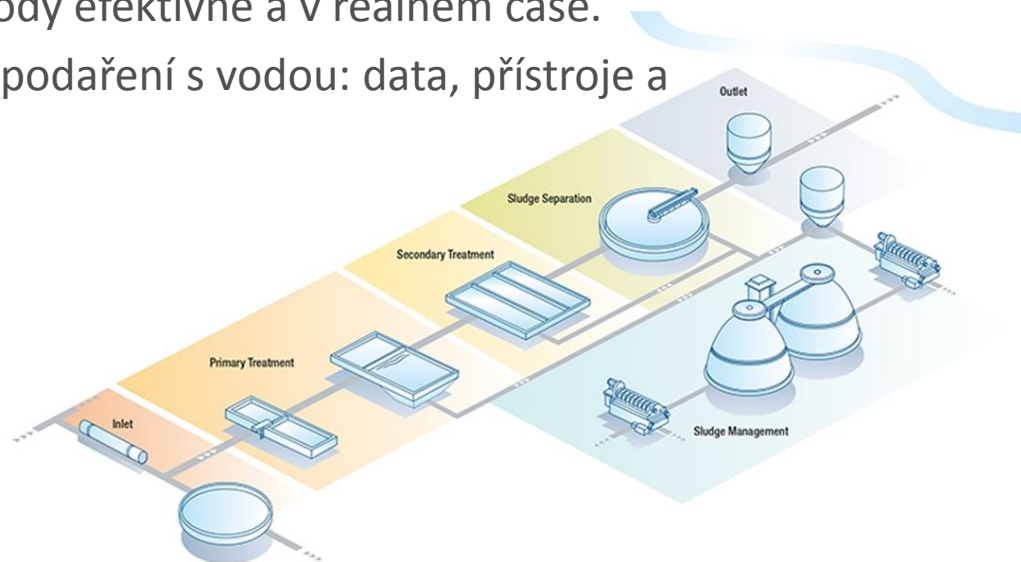 ody efektivně a v reálném čase.
podaření s vodou: data, přístroje a
Outlet
Sludge Separation
Secondary Treatment
Primary Treatment
Inlet
Sludge Management